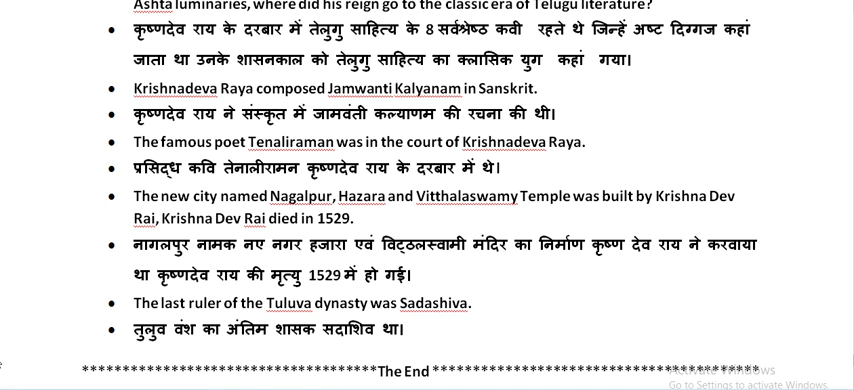 Ashta luminaries, where did his reign go to the classic era of Telugu literature?
• कृष्णदेव राय के दरबार में तेलुगु साहित्य के 8 सर्वश्रेष्ठ कवी रहते थे जिन्हें अष्ट दिग्गज कहां
जाता था उनके शासनकाल को तेलुगु साहित्य का क्लासिक युग कहां गया।
• Krishnadeva Raya composed Jamwanti Kalyanam in Sanskrit.
• कृष्णदेव राय ने संस्कृत में जामवंती कल्याणम की रचना की थी।
• The famous poet Tenaliraman was in the court of Krishnadeva Raya.
• प्रसिद्ध कवि तेनालीरामन कृष्णदेव राय के दरबार में थे।
• The new city named Nagalpur, Hazara and Vitthalaswamy Temple was built by Krishna Dev
Rai, Krishna Dev Rai died in 1529.
• नागलपुर नामक नए नगर हजारा एवं विट्ठलस्वामी मंदिर का निर्माण कृष्ण देव राय ने करवाया
था कृष्णदेव राय की मृत्यु 1529 में हो गई।
• The last ruler of the Tuluva dynasty was Sadashiva.
• तुलुव वंश का अंतिम शासक सदाशिव था।
************************************The End ****************************************
Activate Windows
Go to Settings to activate Windows.